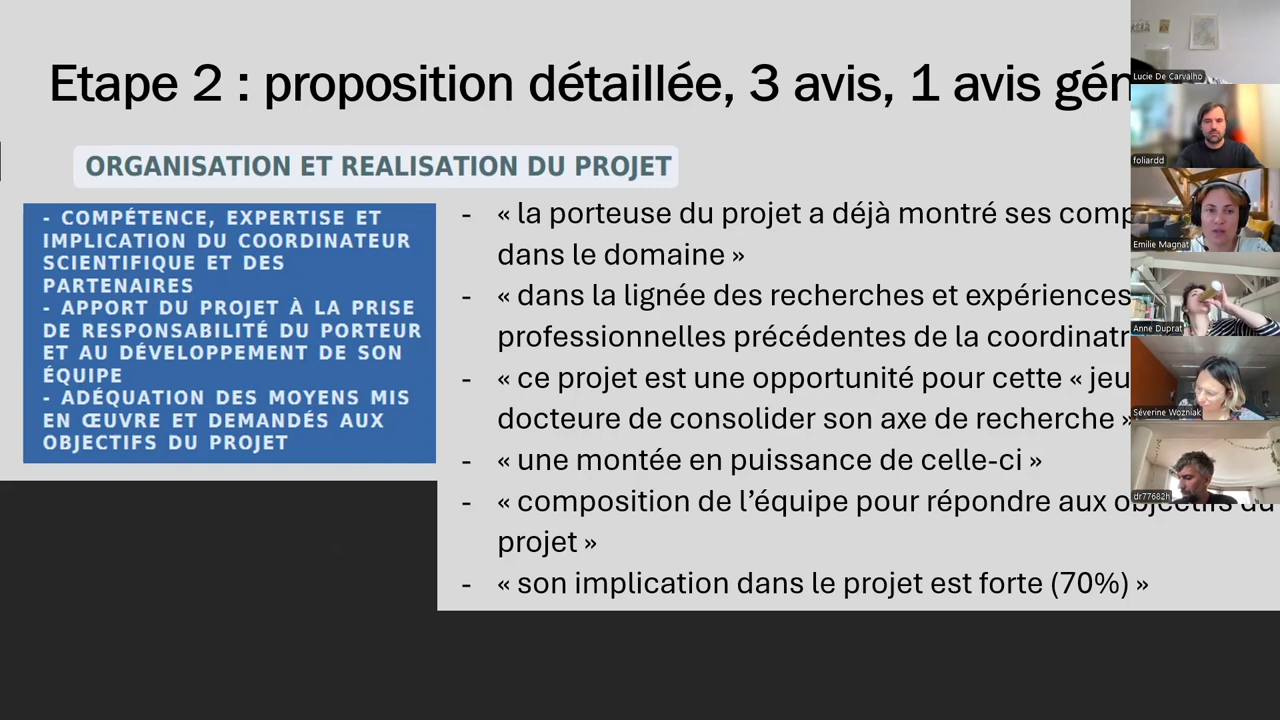 Etape 2 : proposition détaillée, 3 avis, 1 avis
ORGANISATION ET REALISATION DU PROJET
- COMPÉTENCE, EXPERTISE ET
IMPLICATION DU COORDINATEUR
SCIENTIFIQUE ET DES
PARTENAIRES
- APPORT DU PROJET À LA PRISE
DE RESPONSABILITÉ DU PORTEUR
ET AU DÉVELOPPEMENT DE SON
ÉQUIPE
- ADÉQUATION DES MOYENS MIS
EN ŒUVRE ET DEMANDÉS AUX
OBJECTIFS DU PROJET
- « la porteuse du projet a déjà montré ses
dans le domaine »
- « dans la lignée des recherches et expériences
professionnelles précédentes de la
- « ce projet est une opportunité pour cette «
docteure de consolider son axe de recherche »
- « une montée en puissance de celle-ci »
- « composition de l’équipe pour répondre aux objectifs du
projet »
- « son implication dans le projet est forte (70%) »
Lucie De Carvalho
foliardd
Emilie Magnat
Anne Duprat
Séverine Wozniak
dr77682h